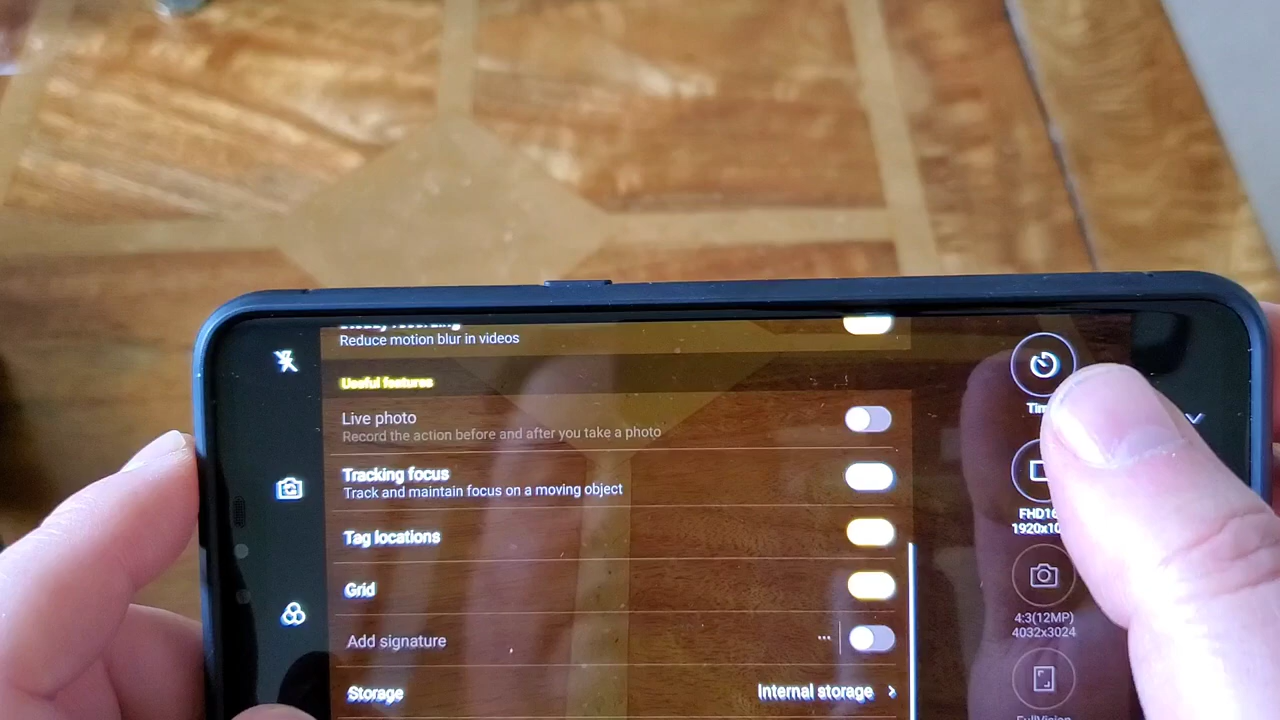 Reduce motion blur in videos
Useful features
Live photo
Record the action before and after you take a photo
Tracking focus
Track and maintain focus on a moving object
Tag locations
Grid
Add signature
...
Storage
Internal storage
4:3(12MP)
4032x3024